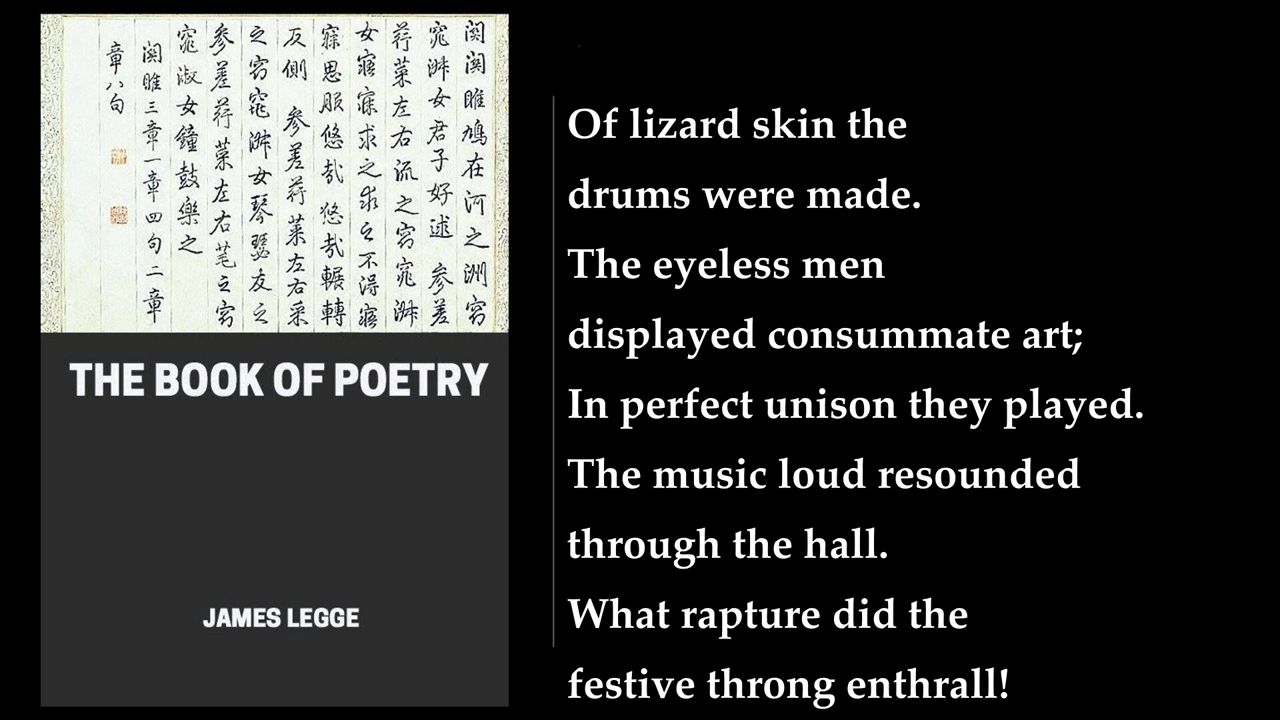 關關雎鳩在河之洲窈
窕淑女君子好逑 參差
荇菜左右流之窈窕淑
女寤寐求之求之不得寤
寐思服悠哉悠哉輾轉
反側 參差荇菜左右采
之窈窕淑女琴瑟友之
參差荇菜左右芼之窈
窕淑女鐘鼓樂之
關雎三章一章四句二章
章八句
THE BOOK OF POETRY
JAMES LEGGE
Of lizard skin the
drums were made.
The eyeless men
displayed consummate art;
In perfect unison they played.
The music loud resounded
through the hall.
What rapture did the
festive throng enthrall!